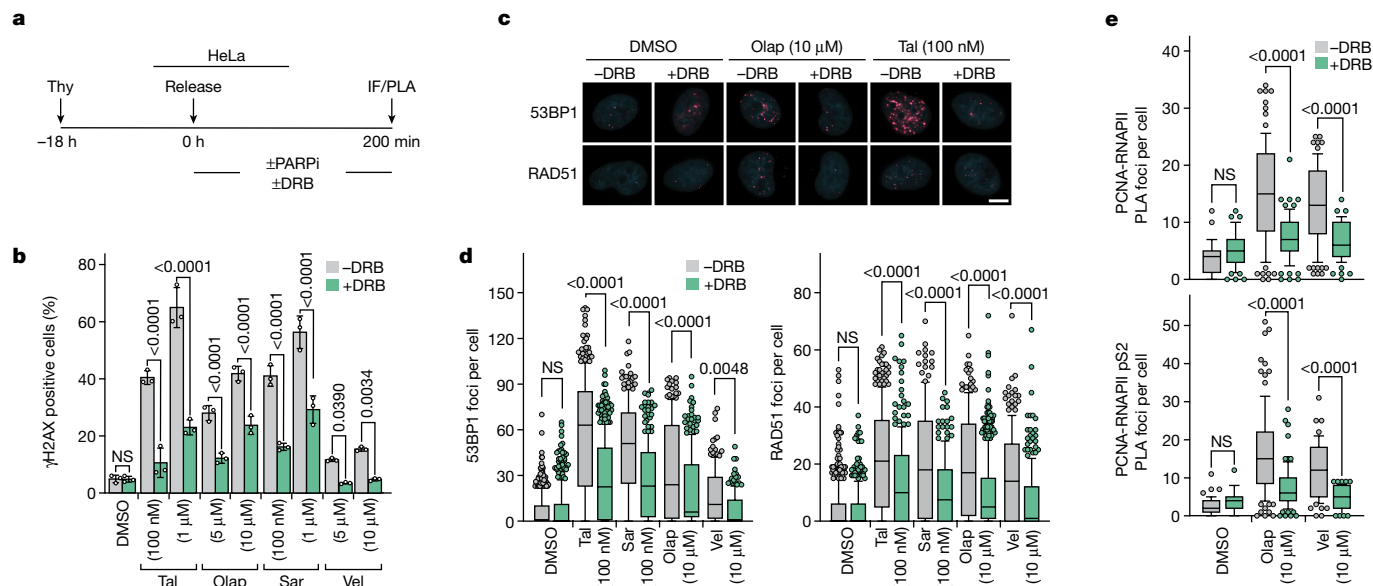 a
HeLa
Thy
Release
IF/PLA
–18 h
0 h
200 min
±PARPi
±DRB
b
γH2AX positive cells (%)
80
60
40
20
0
–DRB
+DRB
NS
<0.0001
<0.0001
<0.0001
<0.0001
<0.0001
<0.0001
0.0390
0.0034
DMSO
(100 nM)
(1 μM)
(5 μM)
(10 μM)
(100 nM)
(1 μM)
(5 μM)
(10 μM)
Tal
Olap
Sar
Vel
c
DMSO
Olap (10 μM)
Tal (100 nM)
–DRB
+DRB
–DRB
+DRB
–DRB
+DRB
53BP1
RAD51
d
53BP1 foci per cell
150
120
90
60
30
0
–DRB
+DRB
NS
<0.0001
<0.0001
<0.0001
0.0048
DMSO
Tal
100 nM)
Sar
100 nM)
Olap
(10 μM)
Vel
(10 μM)
RAD51 foci per cell
80
60
40
20
0
NS
<0.0001
<0.0001
<0.0001
<0.0001
DMSO
Tal
100 nM)
Sar
100 nM)
Olap
(10 μM)
Vel
(10 μM)
e
PCNA-RNAPII
PLA foci per cell
40
30
20
10
0
–DRB
+DRB
NS
<0.0001
<0.0001
PCNA-RNAPII pS2
PLA foci per cell
50
40
30
20
10
0
NS
<0.0001
<0.0001
DMSO
Olap
(10 μM)
Vel
(10 μM)